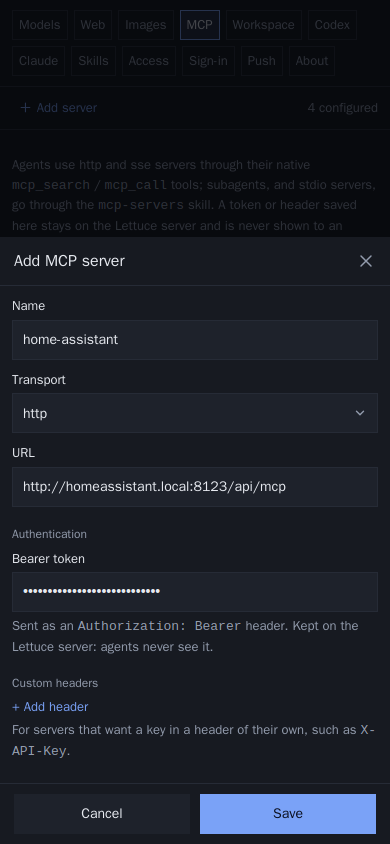 Models Web Images MCP Workspace Codex
Claude Skills Access Sign-in Push About
+ Add server 4 configured
Agents use http and sse servers through their native
mcp_search / mcp_call tools; subagents, and stdio servers,
go through the mcp-servers skill. A token or header saved
here stays on the Lettuce server and is never shown to an
Add MCP server
Name
home-assistant
Transport
http
URL
http://homeassistant.local:8123/api/mcp
Authentication
Bearer token
••••••••••••••••••••••••••••
Sent as an Authorization: Bearer header. Kept on the
Lettuce server: agents never see it.
Custom headers
+ Add header
For servers that want a key in a header of their own, such as X-
API-Key.
Cancel Save